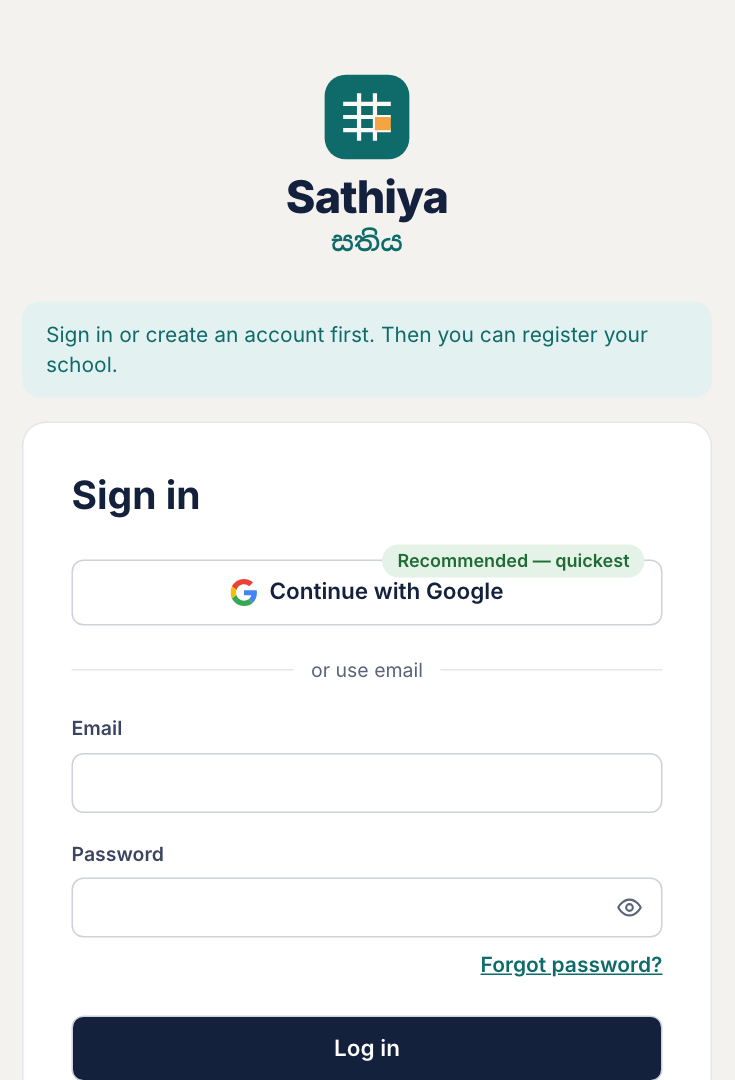 Sathiya
සතිය
Sign in or create an account first. Then you can register your
school.
Sign in
Recommended — quickest
Continue with Google
or use email
Email
Password
Forgot password?
Log in